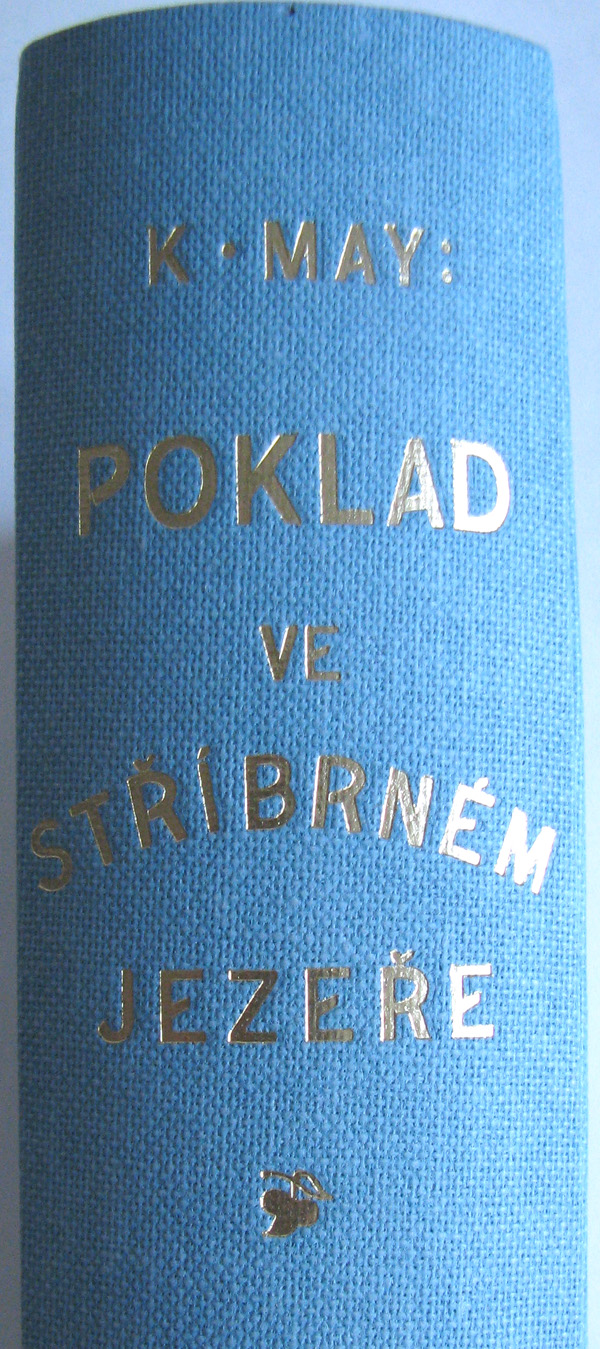 K · MAY:
POKLAD
VE
STŘÍBRNÉM
JEZEŘE